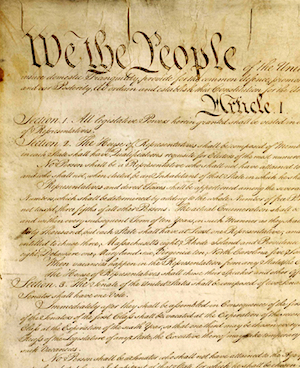 We the People of the Unit
insure domestic Tranquility, provide for the common defence, promo
and our Posterity, do ordain and establish this Constitution for the Un
Article. I.
Section. 1. All legislative Powers herein granted shall be vested in a
of Representatives.
Section. 2. The House of Representatives shall be composed of Mem
in each State shall have the Qualifications requisite for Electors of the most numero
No Person shall be a Representative who shall not have attained
and who shall not, when elected, be an Inhabitant of that State in which he s
Representatives and direct Taxes shall be apportioned among the several
Numbers, which shall be determined by adding to the whole Number of free P
not taxed, three fifths of all other Persons. The actual Enumeration shall
and within every subsequent Term of ten Years, in such Manner as th
thirty Thousand, but each State shall have at Least one Representative; and
entitled to chuse three, Massachusetts eight, Rhode Island and Providence
eight, Delaware one, Maryland six, Virginia ten, North Carolina five, So
When vacancies happen in the Representation from
The House of Representatives shall chuse their Speaker and other Of
Section. 3. The Senate of the United States shall be composed of two Sen
Senator shall have one Vote.
Immediately after they shall be assembled in Consequence of the fi
of the Senators of the first Class shall be vacated at the Expiration of the seco
Class at the Expiration of the sixth Year, so that one third may be chosen every
Recess of the Legislature of any State, the Executive thereof may make tempora
such Vacancies.
No Person shall be a Senator who shall not have attained to the Age